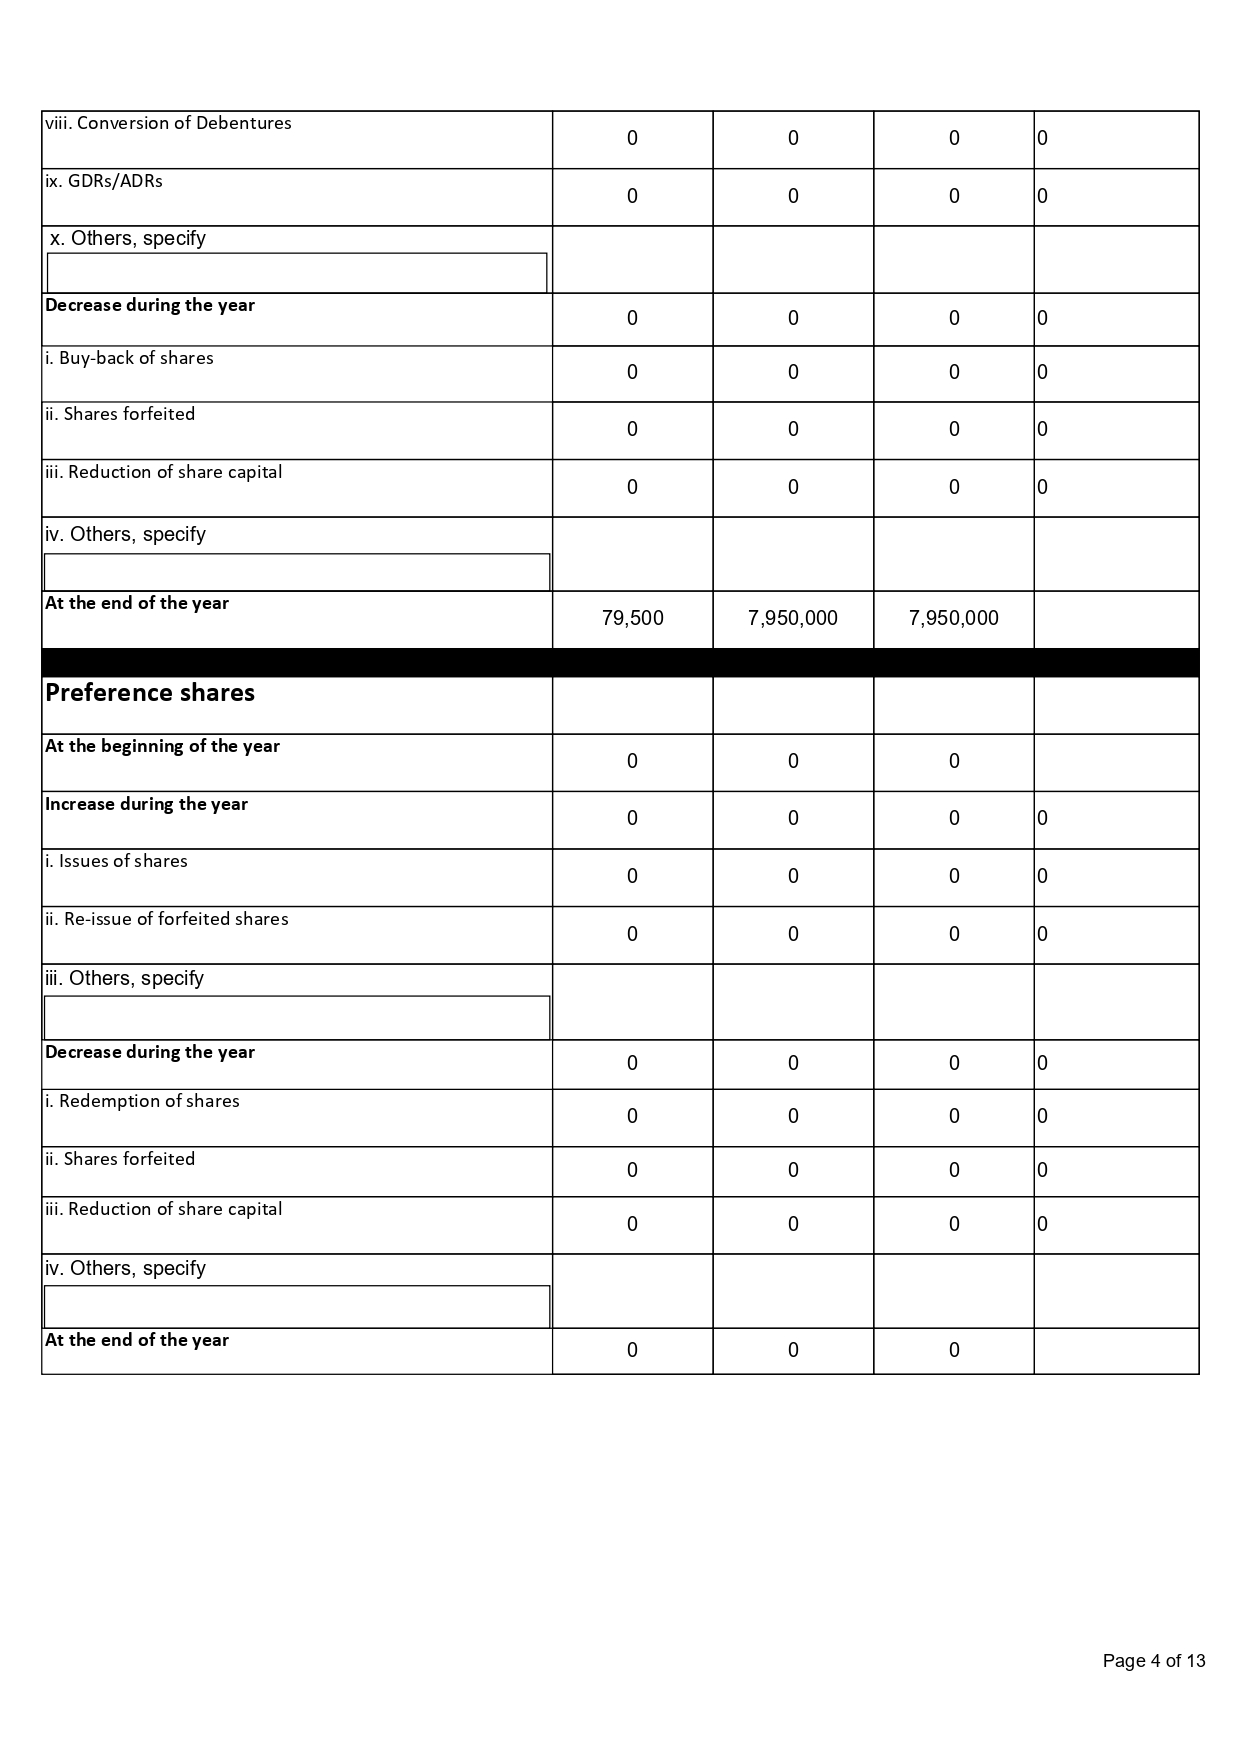 viii. Conversion of Debentures 0 0 0 0
ix. GDRs/ADRs 0 0 0 0
x. Others, specify
Decrease during the year 0 0 0 0
i. Buy-back of shares 0 0 0 0
ii. Shares forfeited 0 0 0 0
iii. Reduction of share capital 0 0 0 0
iv. Others, specify
At the end of the year 79,500 7,950,000 7,950,000
Preference shares
At the beginning of the year 0 0 0
Increase during the year 0 0 0 0
i. Issues of shares 0 0 0 0
ii. Re-issue of forfeited shares 0 0 0 0
iii. Others, specify
Decrease during the year 0 0 0 0
i. Redemption of shares 0 0 0 0
ii. Shares forfeited 0 0 0 0
iii. Reduction of share capital 0 0 0 0
iv. Others, specify
At the end of the year 0 0 0
Page 4 of 13